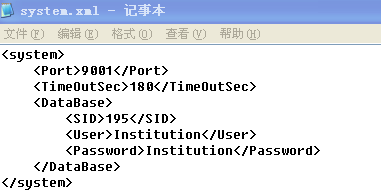 system.xml - 记事本
文件(F) 编辑(E) 格式(O) 查看(V) 帮助(H)
<system>
    <Port>9001</Port>
    <TimeOutSec>180</TimeOutSec>
    <DataBase>
        <SID>195</SID>
        <User>Institution</User>
        <Password>Institution</Password>
    </DataBase>
</system>